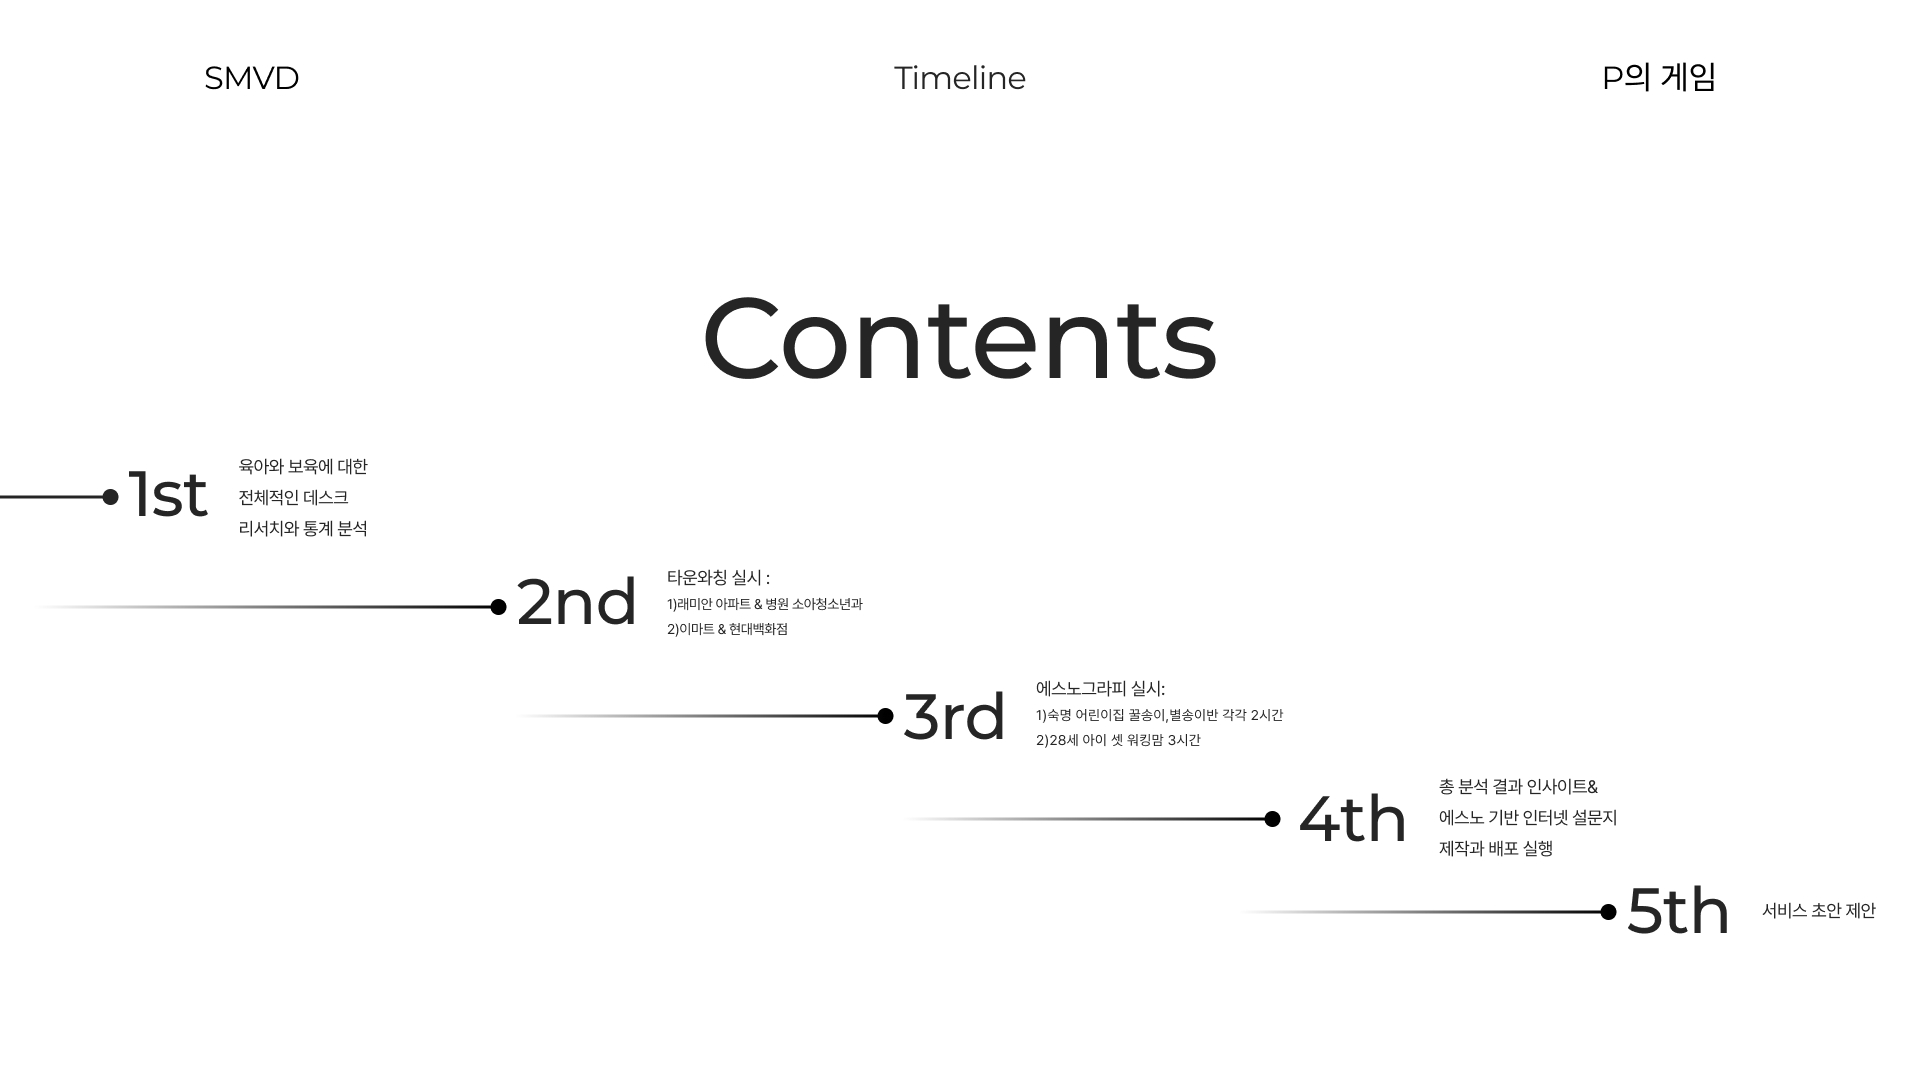 SMVD
Timeline
P의 게임
Contents
1st
육아와 보육에 대한
전체적인 데스크
리서치와 통계 분석
2nd
타운와칭 실시 :
1)래미안 아파트 & 병원 소아청소년과
2)이마트 & 현대백화점
3rd
에스노그라피 실시:
1)숙명 어린이집 꿀송이,별송이반 각각 2시간
2)28세 아이 셋 워킹맘 3시간
4th
총 분석 결과 인사이트&
에스노 기반 인터넷 설문지
제작과 배포 실행
5th
서비스 초안 제안